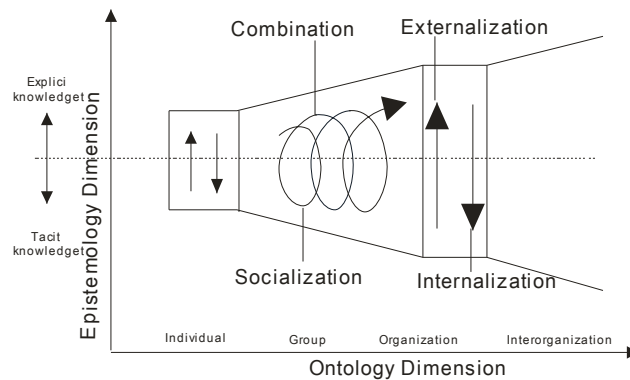 Combination
Externalization
Explici
knowledget
Epistemology Dimension
Tacit
knowledget
Socialization
Internalization
Individual
Group
Organization
Interorganization
Ontology Dimension